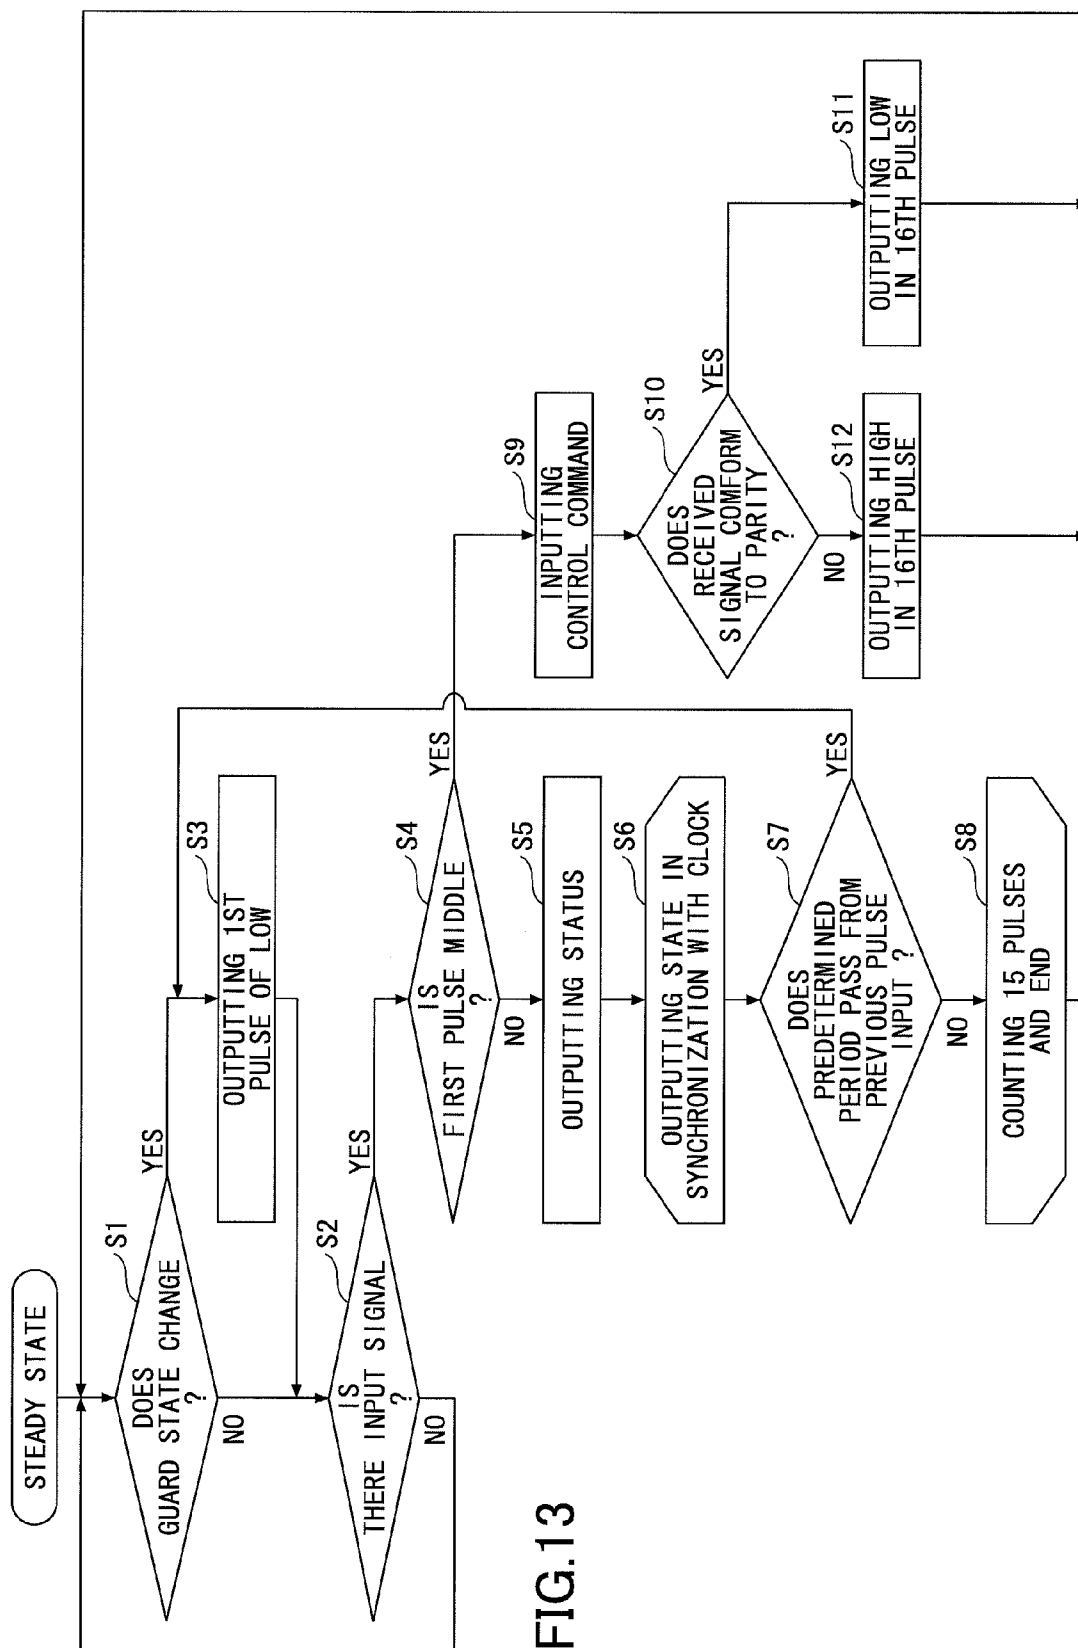 STEADY STATE
S1
DOES
GUARD STATE CHANGE
?
YES
NO
S3
OUTPUTTING 1ST
PULSE OF LOW
S2
IS
THERE INPUT SIGNAL
?
YES
NO
S4
IS
FIRST PULSE MIDDLE
?
YES
NO
S5
OUTPUTTING STATUS
S6
OUTPUTTING STATE IN
SYNCHRONIZATION WITH CLOCK
S7
DOES
PREDETERMINED
PERIOD PASS FROM
PREVIOUS PULSE
INPUT ?
YES
NO
S8
COUNTING 15 PULSES
AND END
S9
INPUTTING
CONTROL COMMAND
S10
DOES
RECEIVED
SIGNAL COMFORM
TO PARITY
?
YES
NO
S12
OUTPUTTING HIGH
IN 16TH PULSE
S11
OUTPUTTING LOW
IN 16TH PULSE
FIG.13